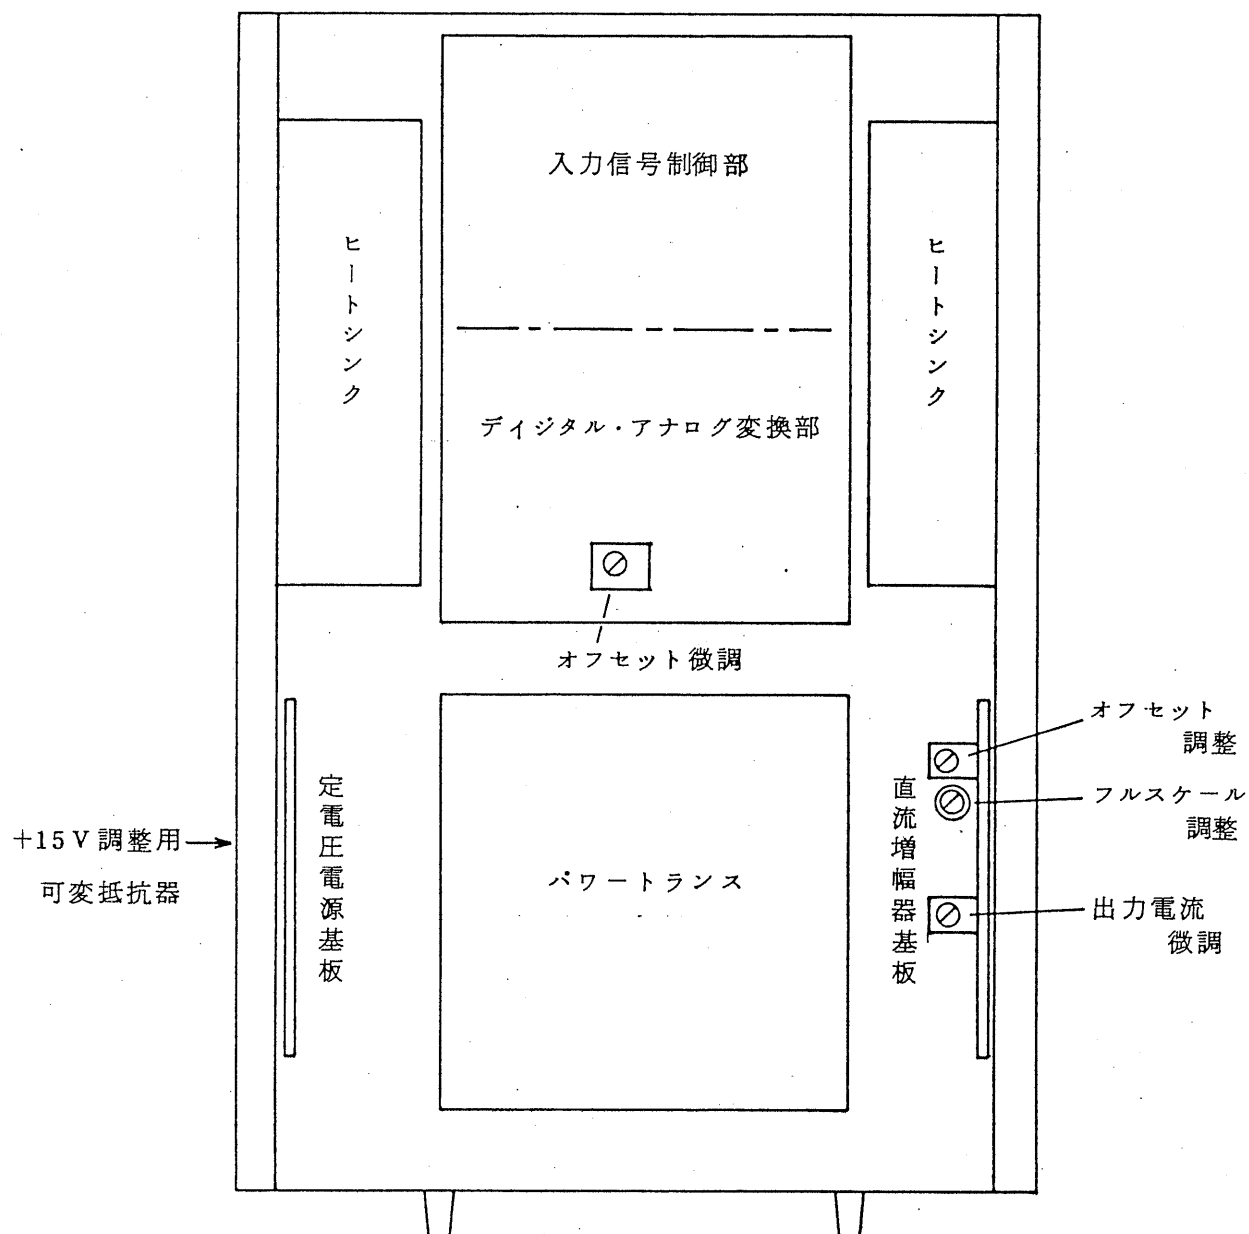 入力信号制御部
ヒートシンク
ヒートシンク
ディジタル・アナログ変換部
オフセット微調
オフセット
調整
フルスケール
調整
+15V調整用
可変抵抗器
定電圧電源基板
パワートランス
直流増幅器基板
出力電流
微調